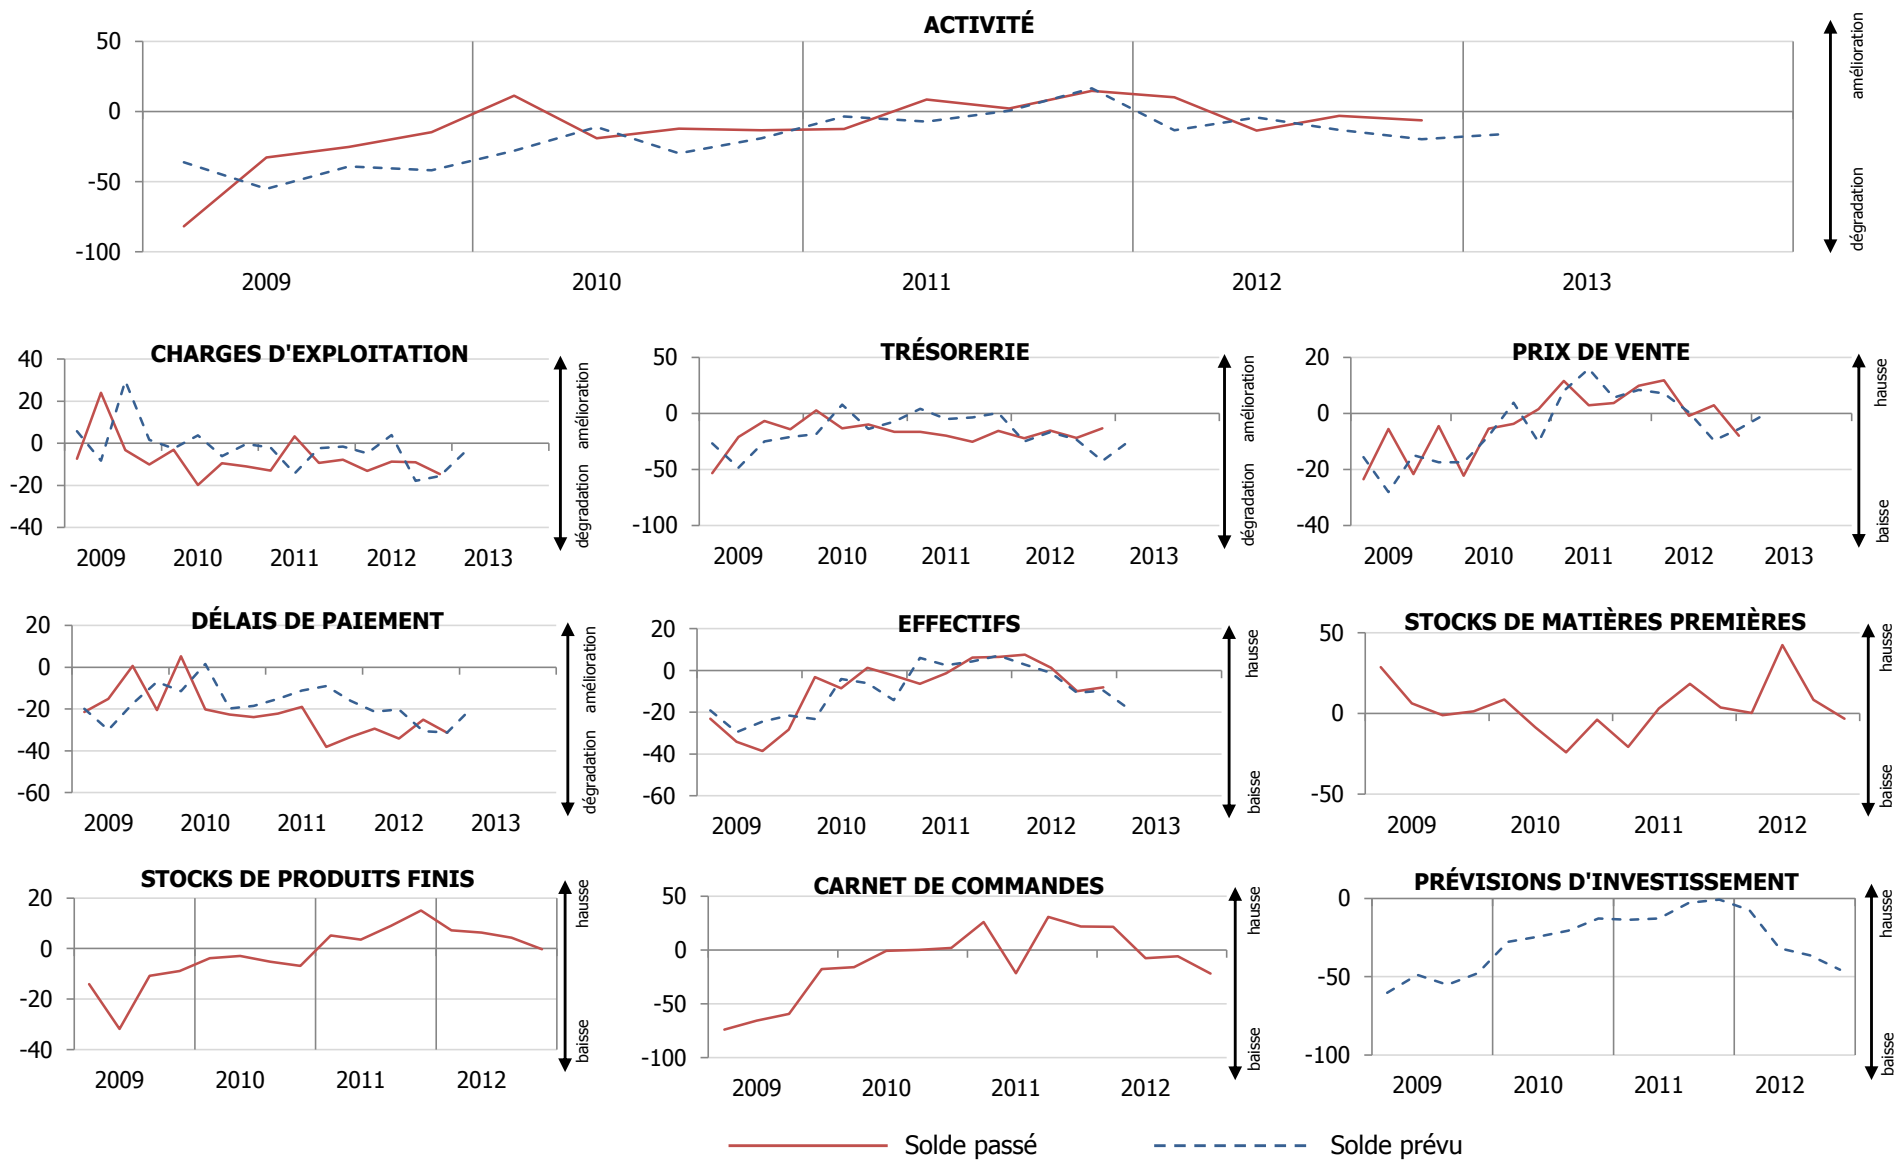 ACTIVITÉ
50
0
-50
-100
2009 2010 2011 2012 2013
amélioration
dégradation
CHARGES D'EXPLOITATION
40
20
0
-20
-40
2009 2010 2011 2012 2013
amélioration
dégradation
TRÉSORERIE
50
0
-50
-100
2009 2010 2011 2012 2013
amélioration
dégradation
PRIX DE VENTE
20
0
-20
-40
2009 2010 2011 2012 2013
hausse
baisse
DÉLAIS DE PAIEMENT
20
0
-20
-40
-60
2009 2010 2011 2012 2013
amélioration
dégradation
EFFECTIFS
20
0
-20
-40
-60
2009 2010 2011 2012 2013
hausse
baisse
STOCKS DE MATIÈRES PREMIÈRES
50
0
-50
2009 2010 2011 2012
hausse
baisse
STOCKS DE PRODUITS FINIS
20
0
-20
-40
2009 2010 2011 2012
hausse
baisse
CARNET DE COMMANDES
50
0
-50
-100
2009 2010 2011 2012
hausse
baisse
PRÉVISIONS D'INVESTISSEMENT
0
-50
-100
2009 2010 2011 2012
hausse
baisse
Solde passé
Solde prévu